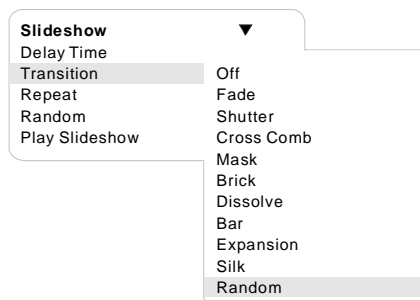 Slideshow ▼
Delay Time
Transition
Repeat
Random
Play Slideshow
Off
Fade
Shutter
Cross Comb
Mask
Brick
Dissolve
Bar
Expansion
Silk
Random